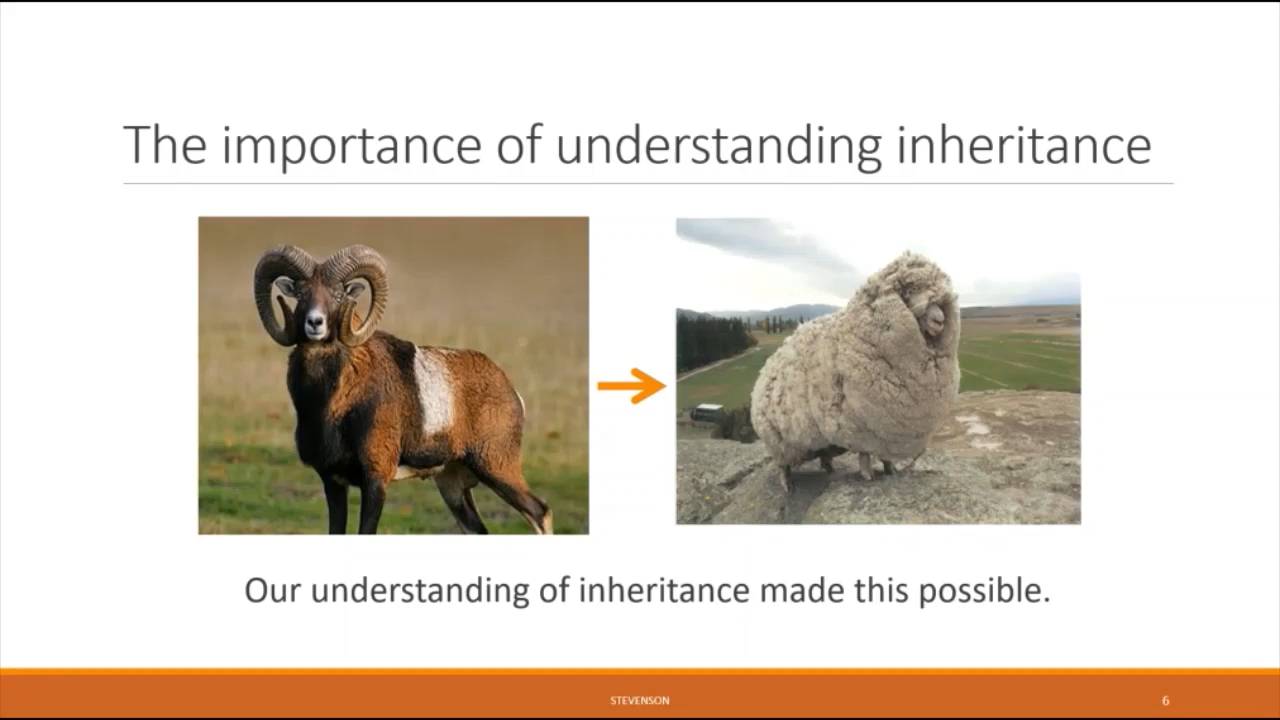 The importance of understanding inheritance
Our understanding of inheritance made this possible.
STEVENSON
6